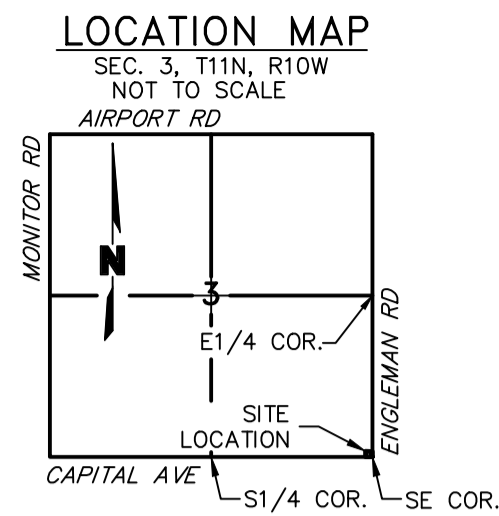 LOCATION MAP
SEC. 3, T11N, R10W
NOT TO SCALE
AIRPORT RD
MONITOR RD
N
3
E1/4 COR.
ENGLEMAN RD
SITE
LOCATION
CAPITAL AVE
S1/4 COR.
SE COR.